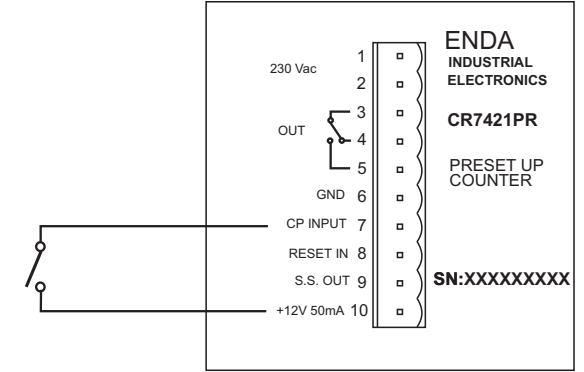 ENDA
INDUSTRIAL
ELECTRONICS
CR7421PR
PRESET UP
COUNTER
SN:XXXXXXXXX
230 Vac
1
2
OUT
3
4
5
GND 6
CP INPUT 7
RESET IN 8
S.S. OUT 9
+12V 50mA 10